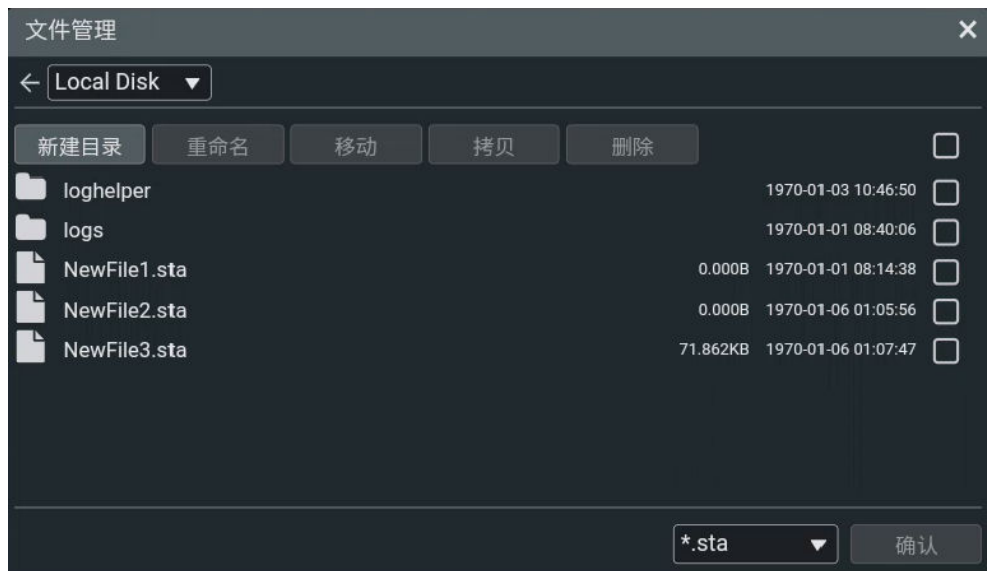 文件管理
Local Disk
新建目录 重命名 移动 拷贝 删除
loghelper 1970-01-03 10:46:50
logs 1970-01-01 08:40:06
NewFile1.sta 0.000B 1970-01-01 08:14:38
NewFile2.sta 0.000B 1970-01-06 01:05:56
NewFile3.sta 71.862KB 1970-01-06 01:07:47
*.sta 确认